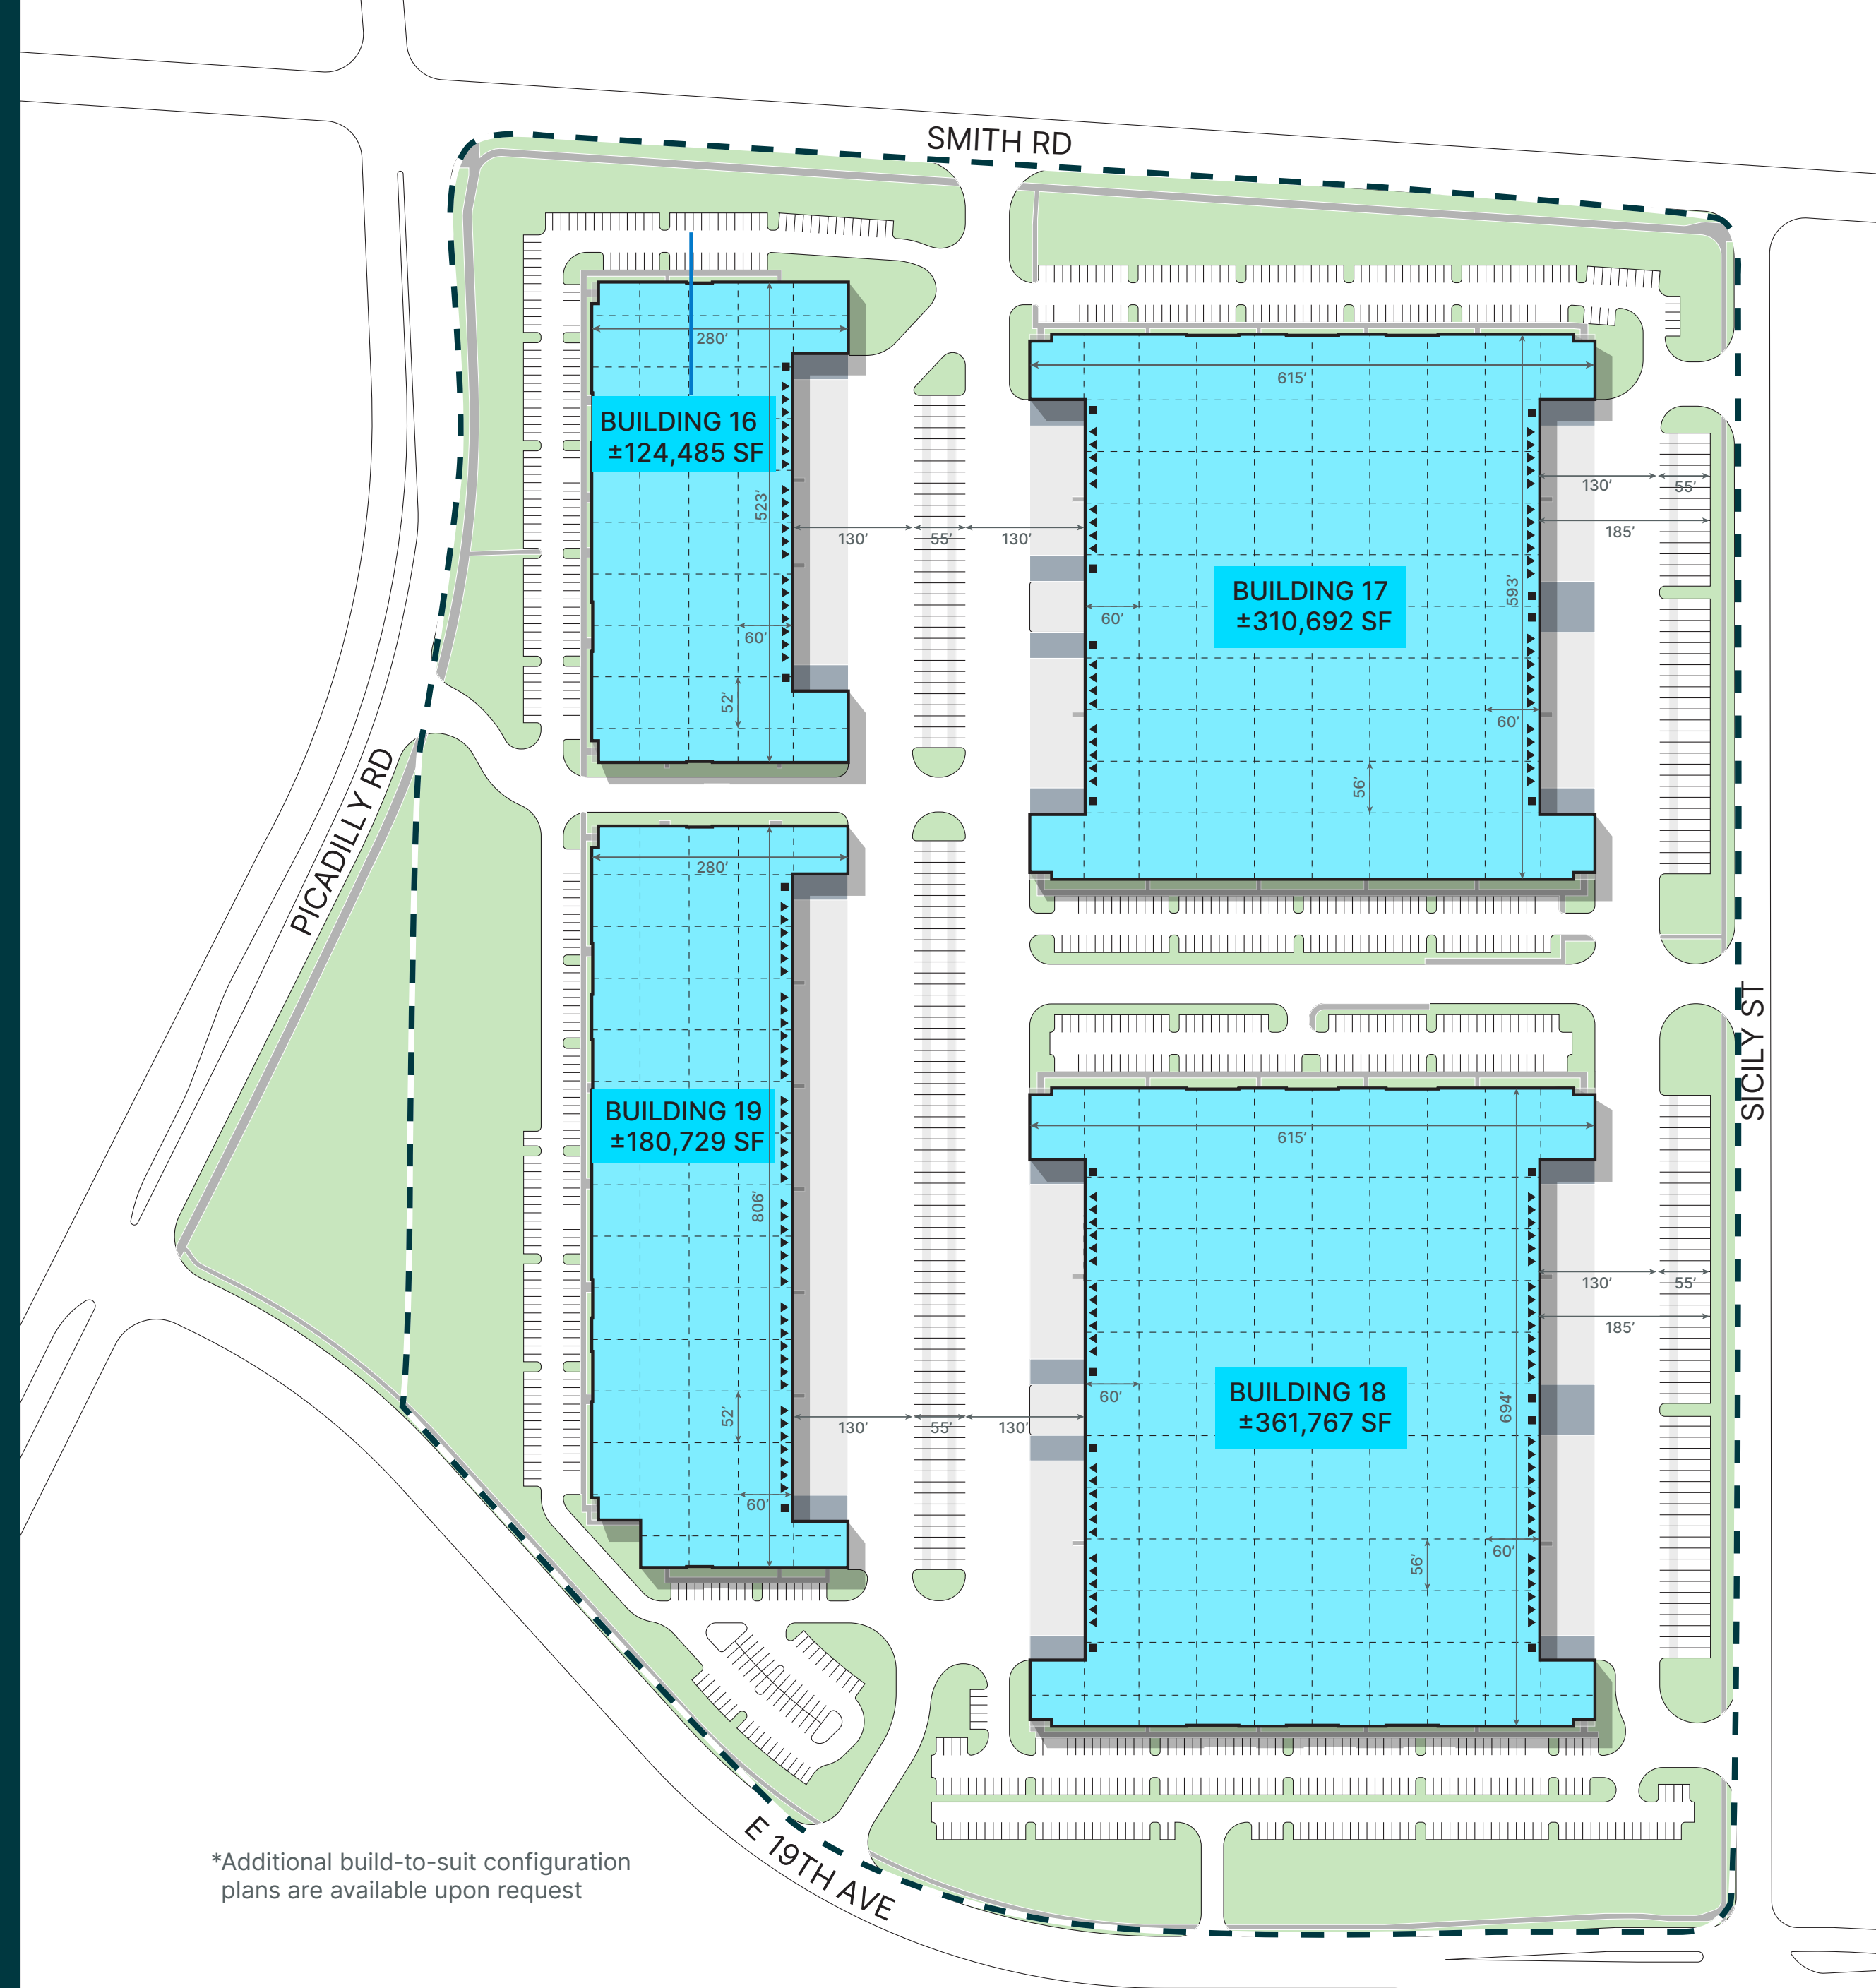 SMITH RD
280’
BUILDING 16
±124,485 SF
523’
130’
55’
130’
60’
52’
615’
130’
55’
185’
BUILDING 17
±310,692 SF
593’
60’
60’
56’
PICADILLY RD
280’
BUILDING 19
±180,729 SF
806’
52’
130’
55’
130’
60’
SICILY ST
615’
130’
55’
185’
60’
BUILDING 18
±361,767 SF
694’
60’
56’
E 19TH AVE
*Additional build-to-suit configuration
plans are available upon request